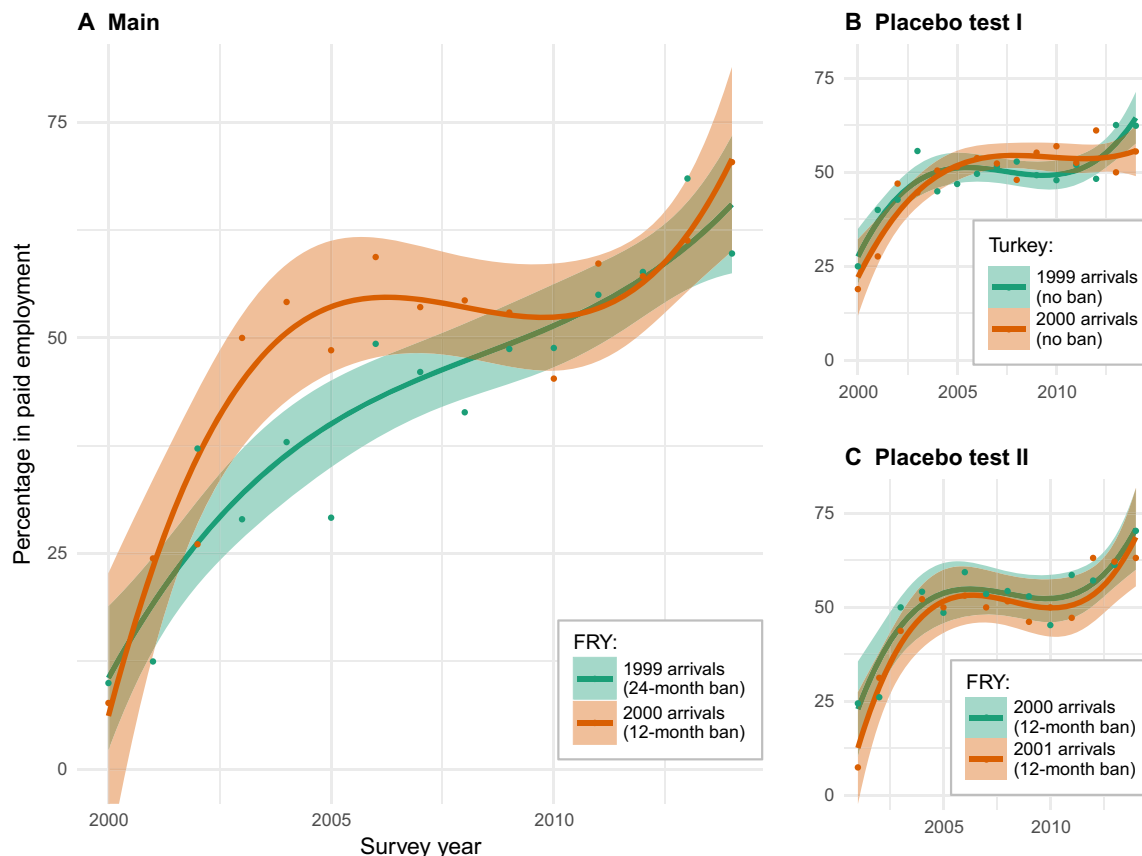 A Main
Percentage in paid employment
75
50
25
0
2000
2005
2010
Survey year
FRY:
1999 arrivals
(24-month ban)
2000 arrivals
(12-month ban)
B Placebo test I
75
50
25
0
2000
2005
2010
Turkey:
1999 arrivals
(no ban)
2000 arrivals
(no ban)
C Placebo test II
75
50
25
0
2005
2010
FRY:
2000 arrivals
(12-month ban)
2001 arrivals
(12-month ban)